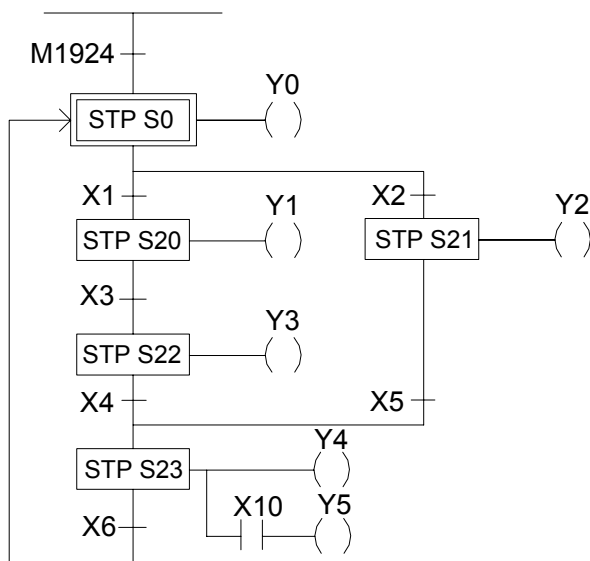 M1924
Y0
STP S0
X1
X2
Y1
Y2
STP S20
STP S21
X3
Y3
STP S22
X4
X5
Y4
STP S23
X10
Y5
X6